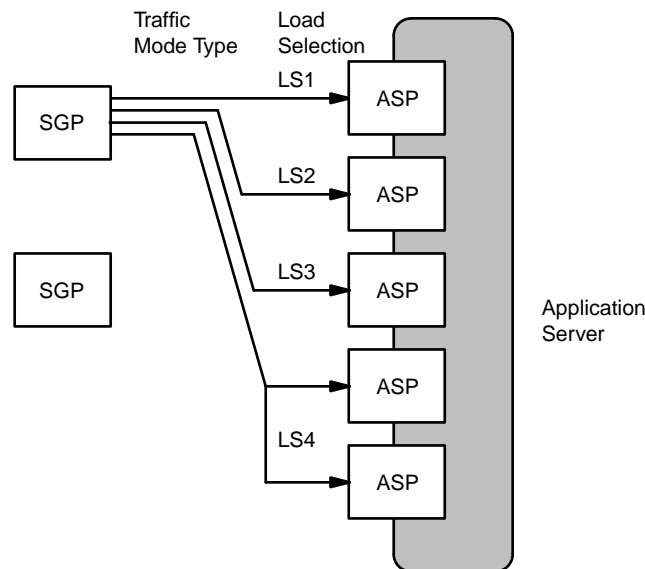 Traffic
Mode Type
Load
Selection
LS1
ASP
SGP
LS2
ASP
SGP
LS3
ASP
Application
Server
ASP
LS4
ASP